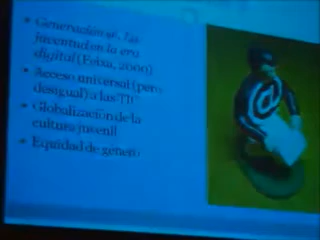 • Generación @. La
juventud en la era
digital (Feixa, 2000)
• Acceso universal (pero
desigual) a las TIC
• Globalización de la
cultura juvenil
• Equidad de género